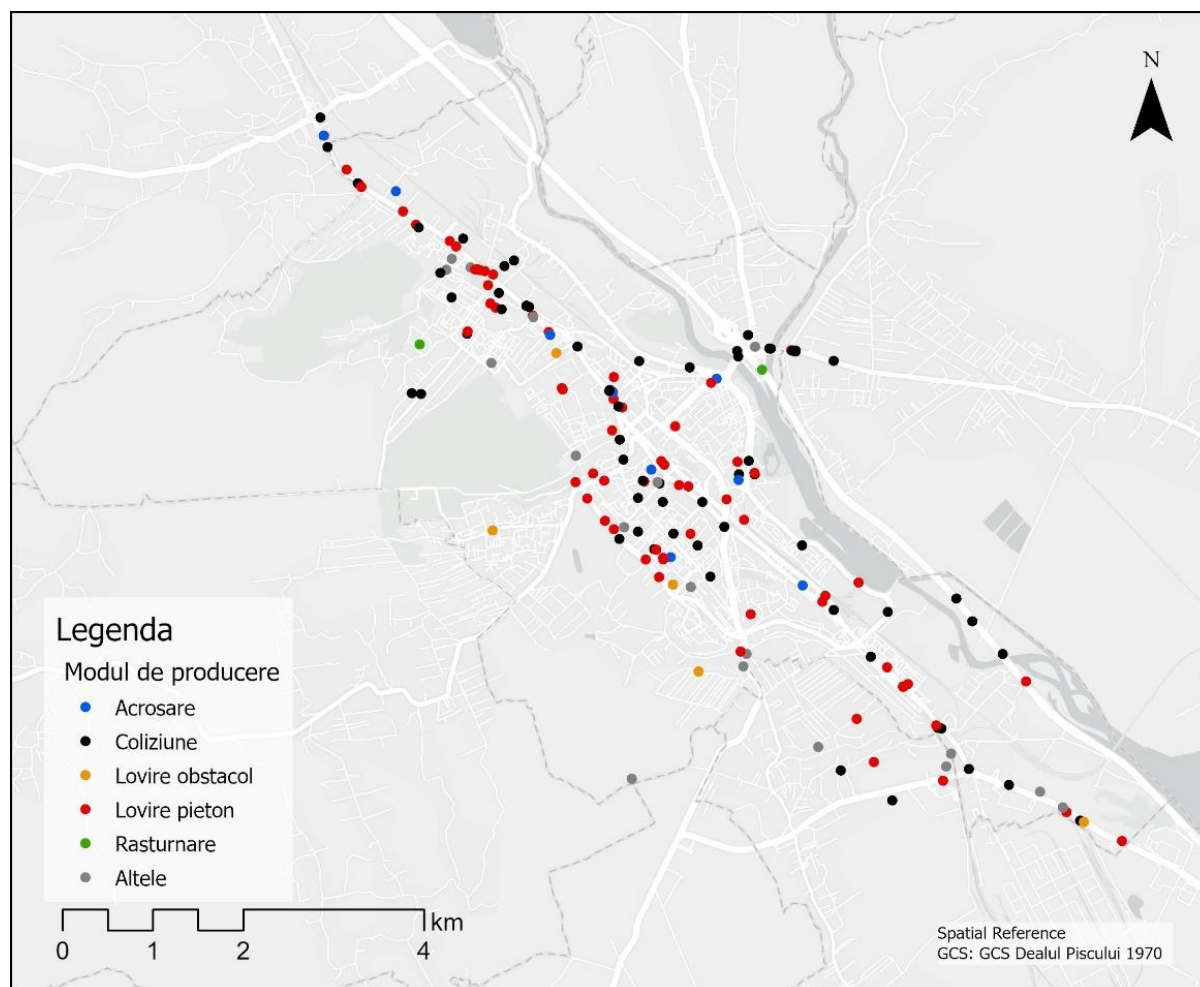 N
Legenda
Modul de producere
Acrosare
Coliziune
Lovire obstacol
Lovire pieton
Rasturnare
Altele
km
0 1 2 4
Spatial Reference
GCS: GCS Dealul Piscului 1970